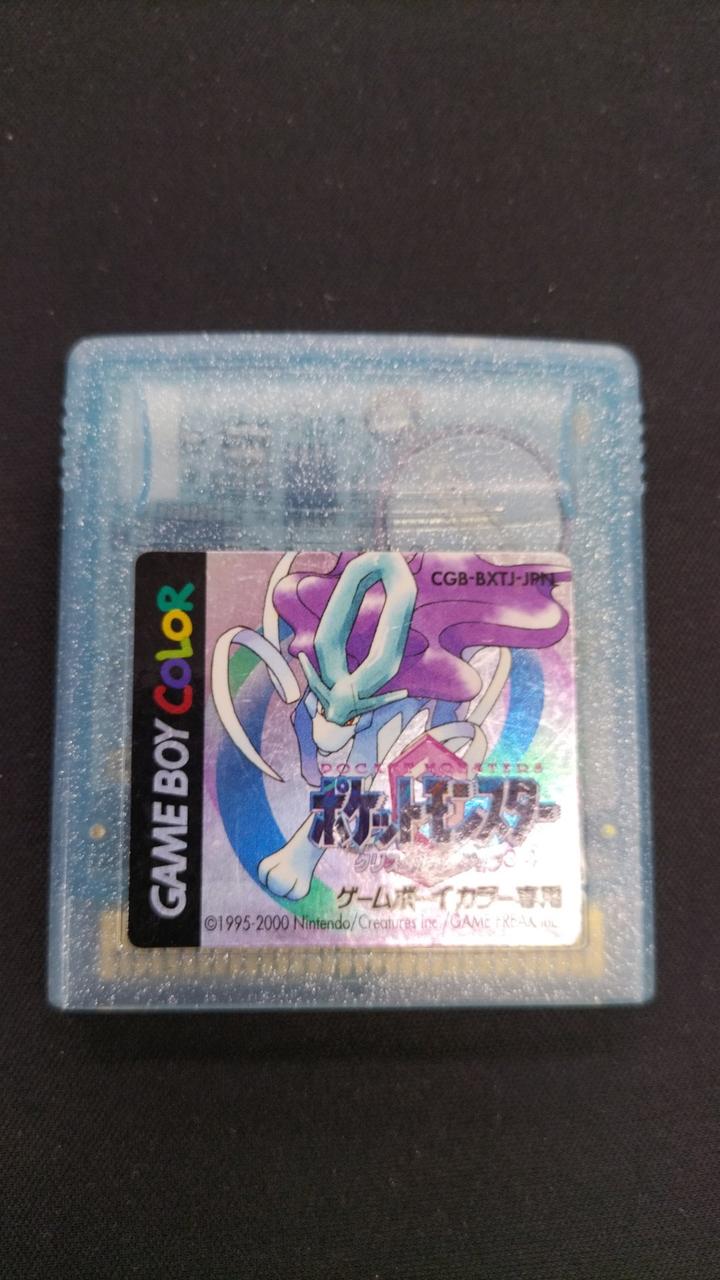 GAME BOY COLOR
CGB-BXTJ-JPN
POCKET MONSTERS
ポケットモンスター
ゲームボーイカラー専用
©1995-2000 Nintendo/Creatures inc./GAME FREAK inc.